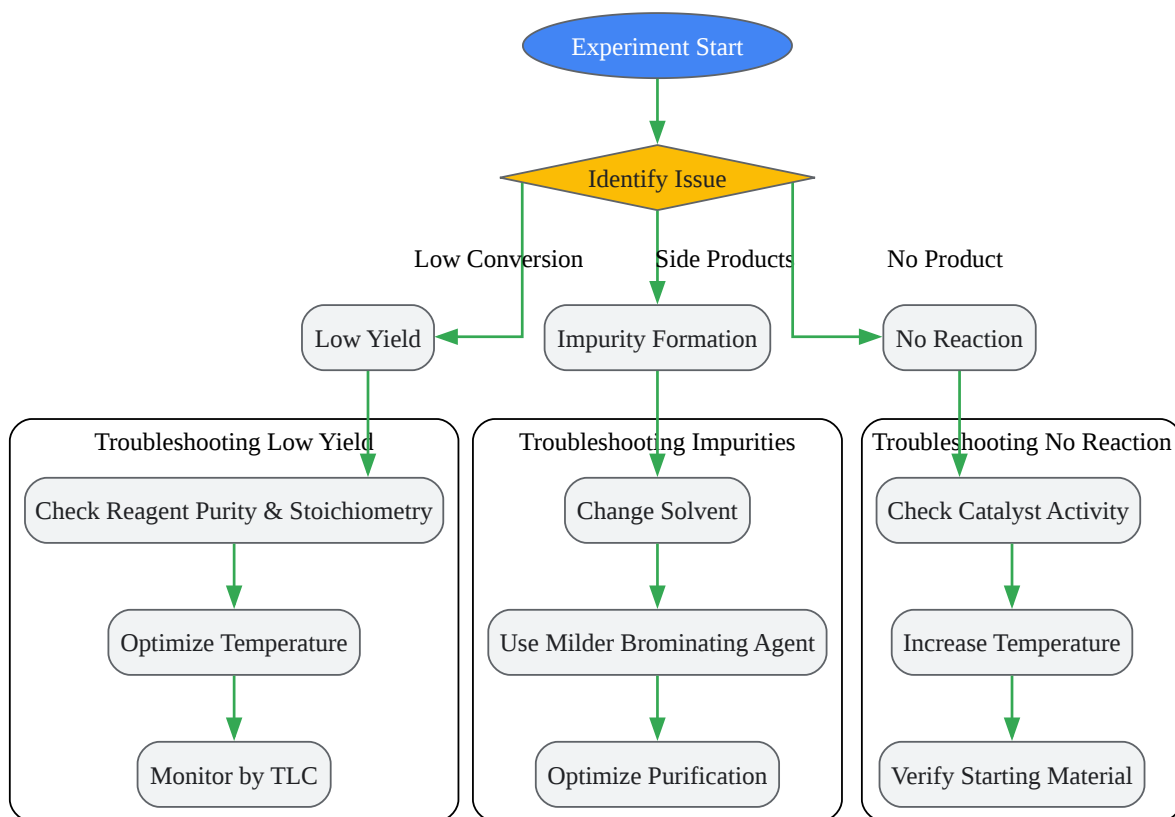 Experiment Start
Identify Issue
Low Conversion
Side Products
No Product
Low Yield
Impurity Formation
No Reaction
Troubleshooting Low Yield
Troubleshooting Impurities
Troubleshooting No Reaction
Check Reagent Purity & Stoichiometry
Change Solvent
Check Catalyst Activity
Optimize Temperature
Use Milder Brominating Agent
Increase Temperature
Monitor by TLC
Optimize Purification
Verify Starting Material